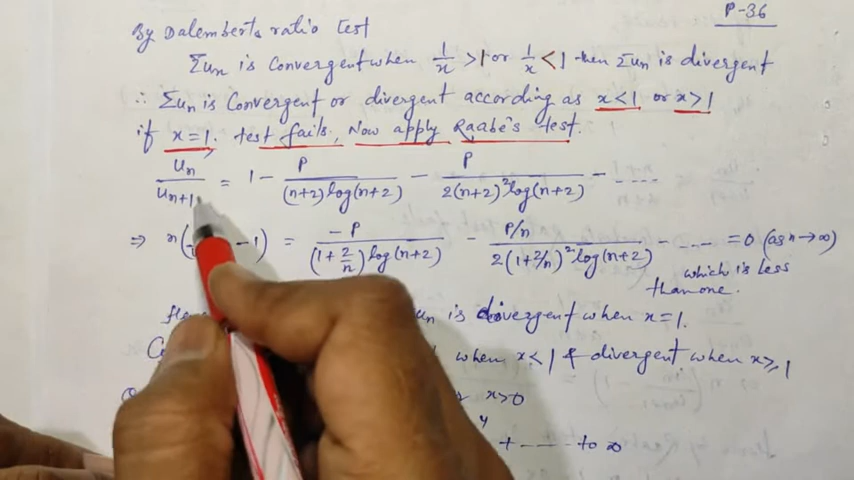 P-36
By Dalemberts ratio test
Σuₙ is Convergent when 1/x > 1 or 1/x < 1 then Σuₙ is divergent
∴ Σuₙ is Convergent or divergent according as x < 1 or x > 1
if x = 1. test fails, Now apply Raabe's test.
uₙ/uₙ₊₁ = 1 - P/((n+2)log(n+2)) - P/(2(n+2)²log(n+2)) - ....
⇒ n( -1) = -P/((1+2/n)log(n+2)) - P/n/(2(1+2/n)²log(n+2)) - .... = 0 (as n→∞)
which is less
than one.
uₙ is divergent when x = 1.
when x < 1 & divergent when x ≥ 1
x > 0
+ ---- to ∞